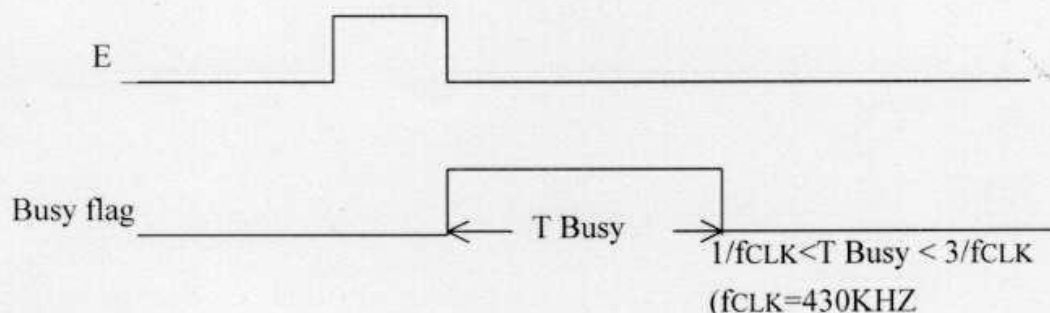 E
Busy flag
T Busy
1/fCLK<T Busy < 3/fCLK
(fCLK=430KHZ